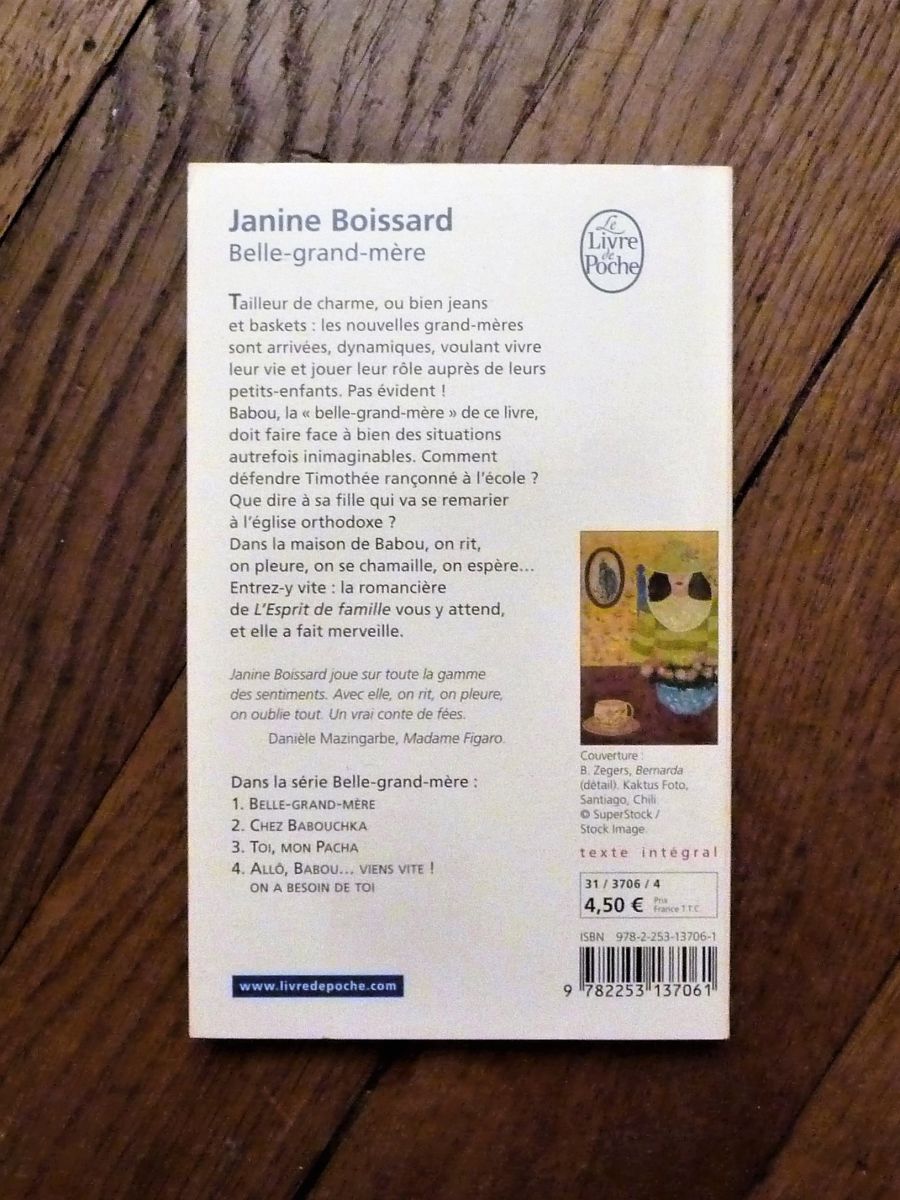 Janine Boissard
Belle-grand-mère
Le
Livre
de
Poche
Tailleur de charme, ou bien jeans
et baskets : les nouvelles grand-mères
sont arrivées, dynamiques, voulant vivre
leur vie et jouer leur rôle auprès de leurs
petits-enfants. Pas évident !
Babou, la « belle-grand-mère » de ce livre,
doit faire face à bien des situations
autrefois inimaginables. Comment
défendre Timothée rançonné à l'école ?
Que dire à sa fille qui va se remarier
à l'église orthodoxe ?
Dans la maison de Babou, on rit,
on pleure, on se chamaille, on espère...
Entrez-y vite : la romancière
de L'Esprit de famille vous y attend,
et elle a fait merveille.
Janine Boissard joue sur toute la gamme
des sentiments. Avec elle, on rit, on pleure,
on oublie tout. Un vrai conte de fées.
Danièle Mazingarbe, Madame Figaro.
Dans la série Belle-grand-mère :
1. BELLE-GRAND-MÈRE
2. CHEZ BABOUCHKA
3. TOI, MON PACHA
4. ALLÔ, BABOU... VIENS VITE !
ON A BESOIN DE TOI
www.livredepoche.com
Couverture :
B. Zegers, Bernarda
(détail). Kaktus Foto,
Santiago, Chili.
© SuperStock /
Stock Image.
texte intégral
31 / 3706 / 4
4,50 € Prix
France T.T.C.
ISBN 978-2-253-13706-1
9 782253 137061